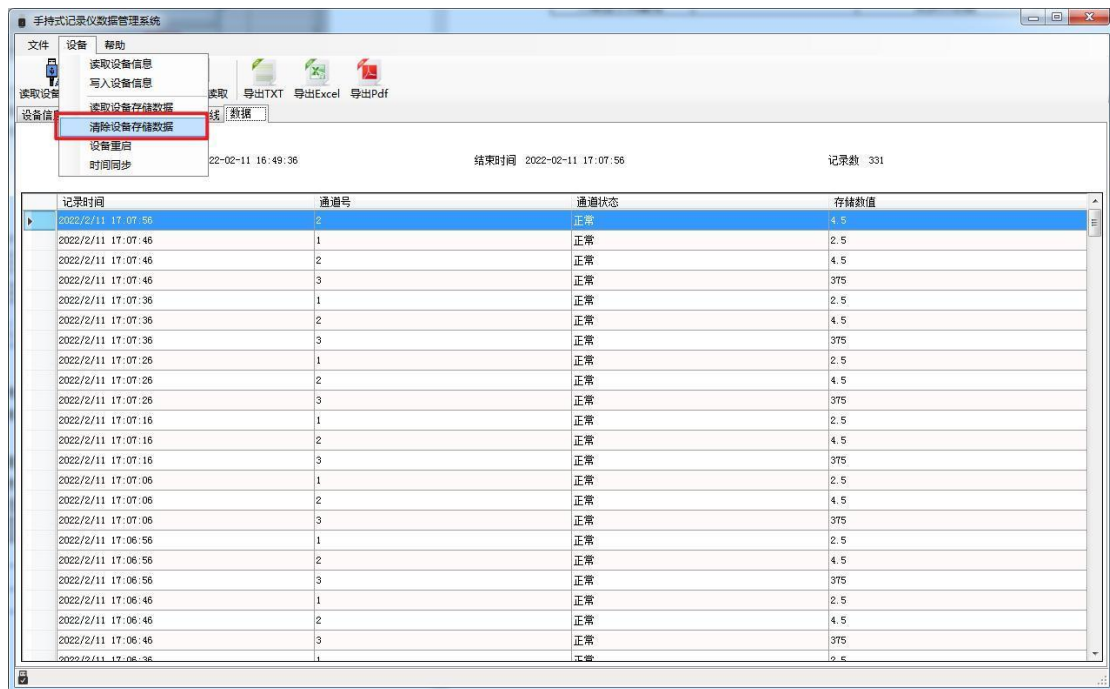 手持式记录仪数据管理系统
文件 设备 帮助
读取设备信息
写入设备信息
读取设备存储数据
清除设备存储数据
设备重启
时间同步
读取设备 读取 导出TXT 导出Excel 导出Pdf
设备信 线 数据
22-02-11 16:49:36 结束时间 2022-02-11 17:07:56 记录数 331
记录时间 通道号 通道状态 存储数值
2022/2/11 17:07:56 2 正常 4.5
2022/2/11 17:07:46 1 正常 2.5
2022/2/11 17:07:46 2 正常 4.5
2022/2/11 17:07:46 3 正常 375
2022/2/11 17:07:36 1 正常 2.5
2022/2/11 17:07:36 2 正常 4.5
2022/2/11 17:07:36 3 正常 375
2022/2/11 17:07:26 1 正常 2.5
2022/2/11 17:07:26 2 正常 4.5
2022/2/11 17:07:26 3 正常 375
2022/2/11 17:07:16 1 正常 2.5
2022/2/11 17:07:16 2 正常 4.5
2022/2/11 17:07:16 3 正常 375
2022/2/11 17:07:06 1 正常 2.5
2022/2/11 17:07:06 2 正常 4.5
2022/2/11 17:07:06 3 正常 375
2022/2/11 17:06:56 1 正常 2.5
2022/2/11 17:06:56 2 正常 4.5
2022/2/11 17:06:56 3 正常 375
2022/2/11 17:06:46 1 正常 2.5
2022/2/11 17:06:46 2 正常 4.5
2022/2/11 17:06:46 3 正常 375
2022/2/11 17:06:36 1 正常 2.5